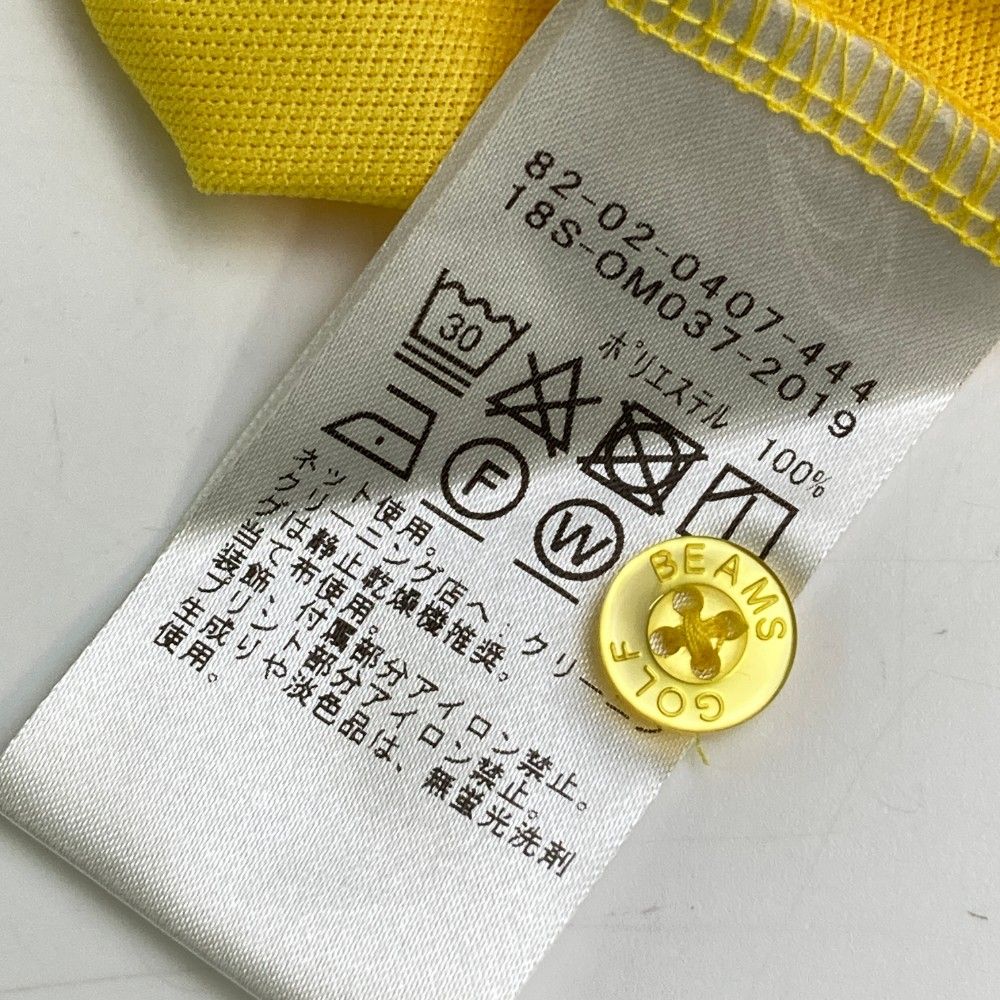 82-02-0407-444
18S-OM037-2019
ポリエステル 100%
30
F
W
ネット使用。
クリーニング店へ:クリーニ
グは静止乾燥機推奨。
当て布使用。付属部分アイロン禁止。
装飾プリント部分アイロン禁止。
生成りや淡色品は、無蛍光洗剤
使用。
BEAMS
GOLF